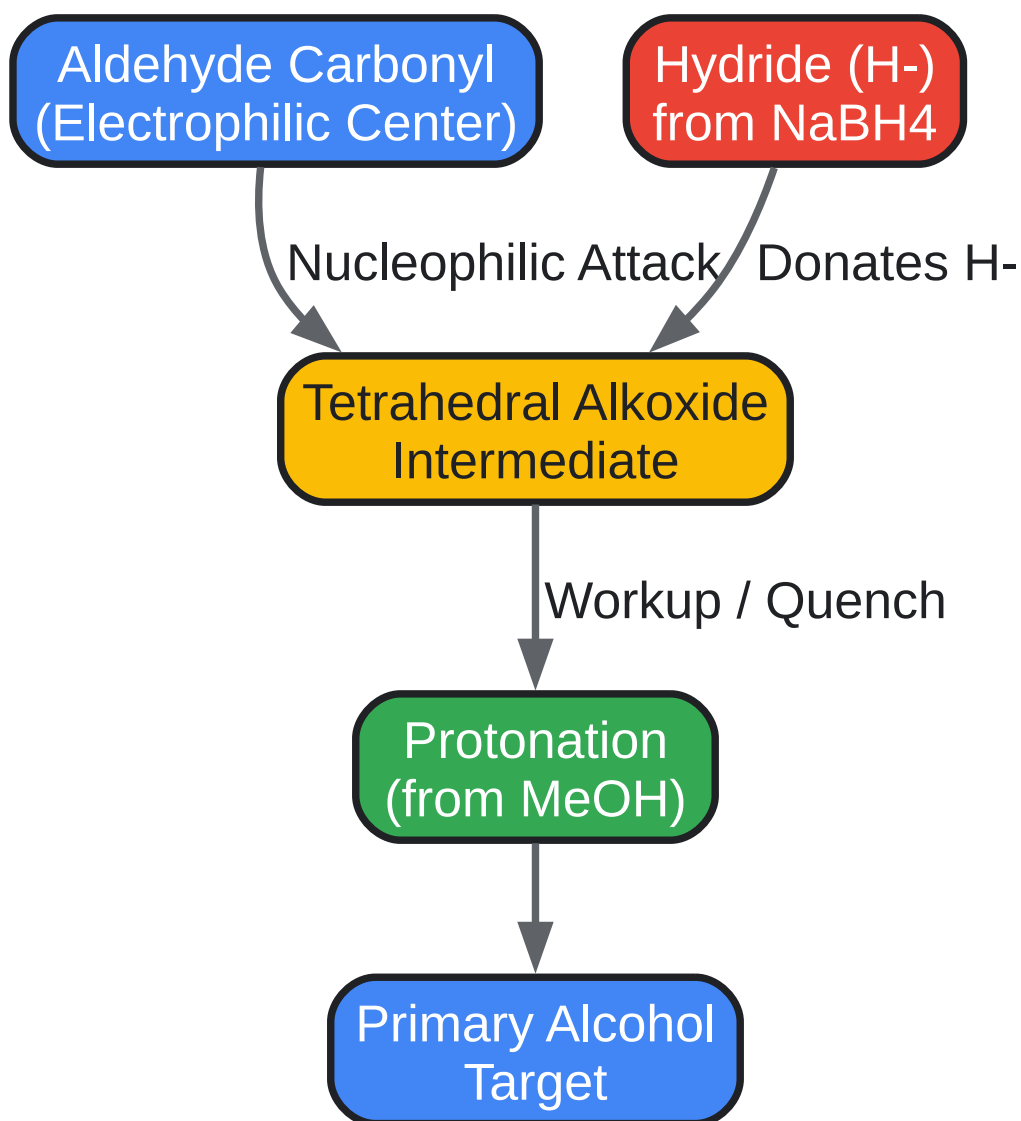 Aldehyde Carbonyl
(Electrophilic Center)
Hydride (H-)
from NaBH4
Nucleophilic Attack
Donates H-
Tetrahedral Alkoxide
Intermediate
Workup / Quench
Protonation
(from MeOH)
Primary Alcohol
Target